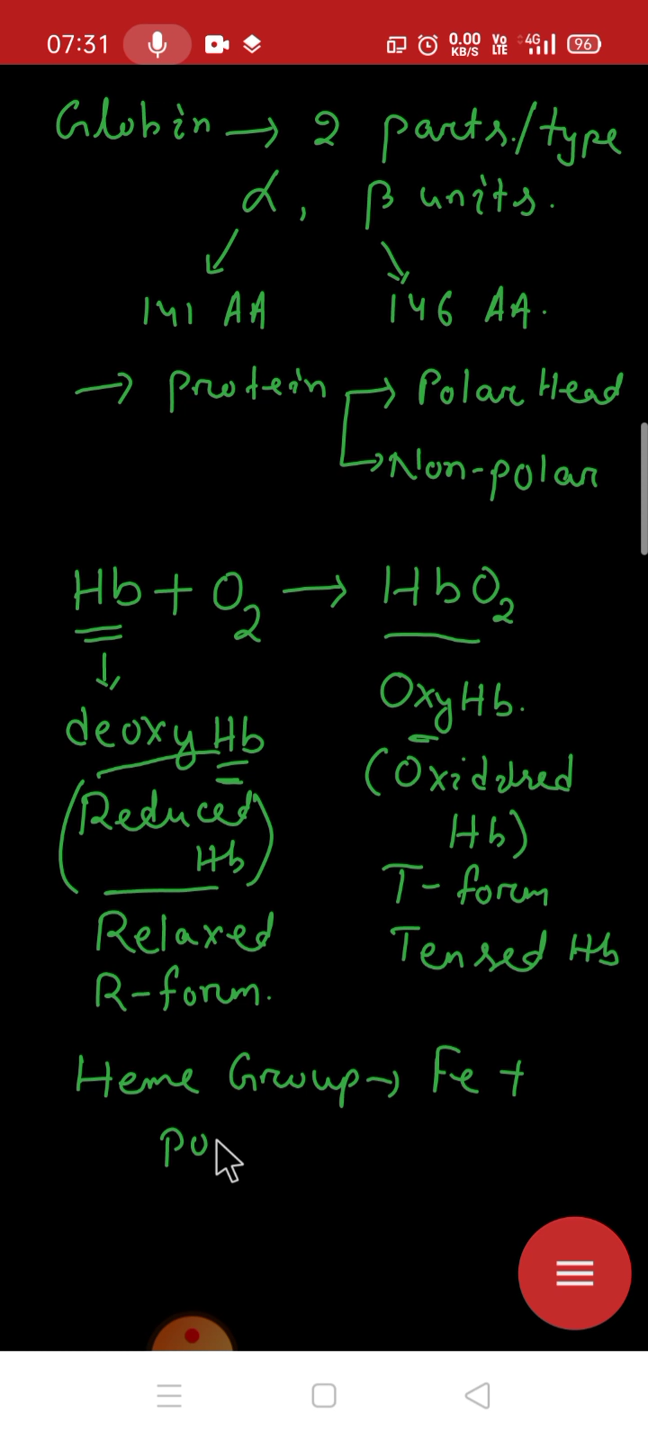 07:31 0.00 KB/S Vo LTE 4G 96
Globin → 2 parts./type
α, β units.
141 AA 146 AA.
→ protein → Polar Head
→ Non-polar
Hb + O2 → HbO2
deoxy Hb OxyHb.
(Reduced Hb) (Oxidized Hb)
Relaxed R-form. T-form Tensed Hb
Heme Group → Fe +
po